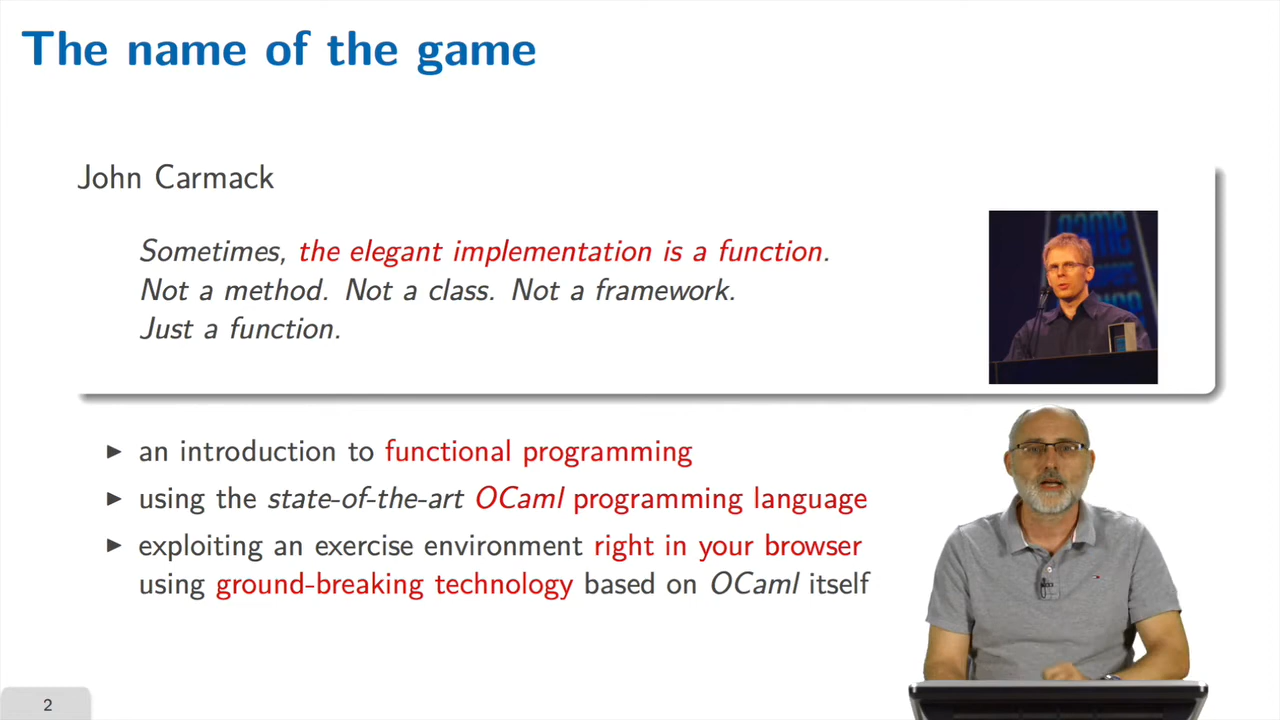 The name of the game
John Carmack
Sometimes, the elegant implementation is a function.
Not a method. Not a class. Not a framework.
Just a function.
▶ an introduction to functional programming
▶ using the state-of-the-art OCaml programming language
▶ exploiting an exercise environment right in your browser
using ground-breaking technology based on OCaml itself
2